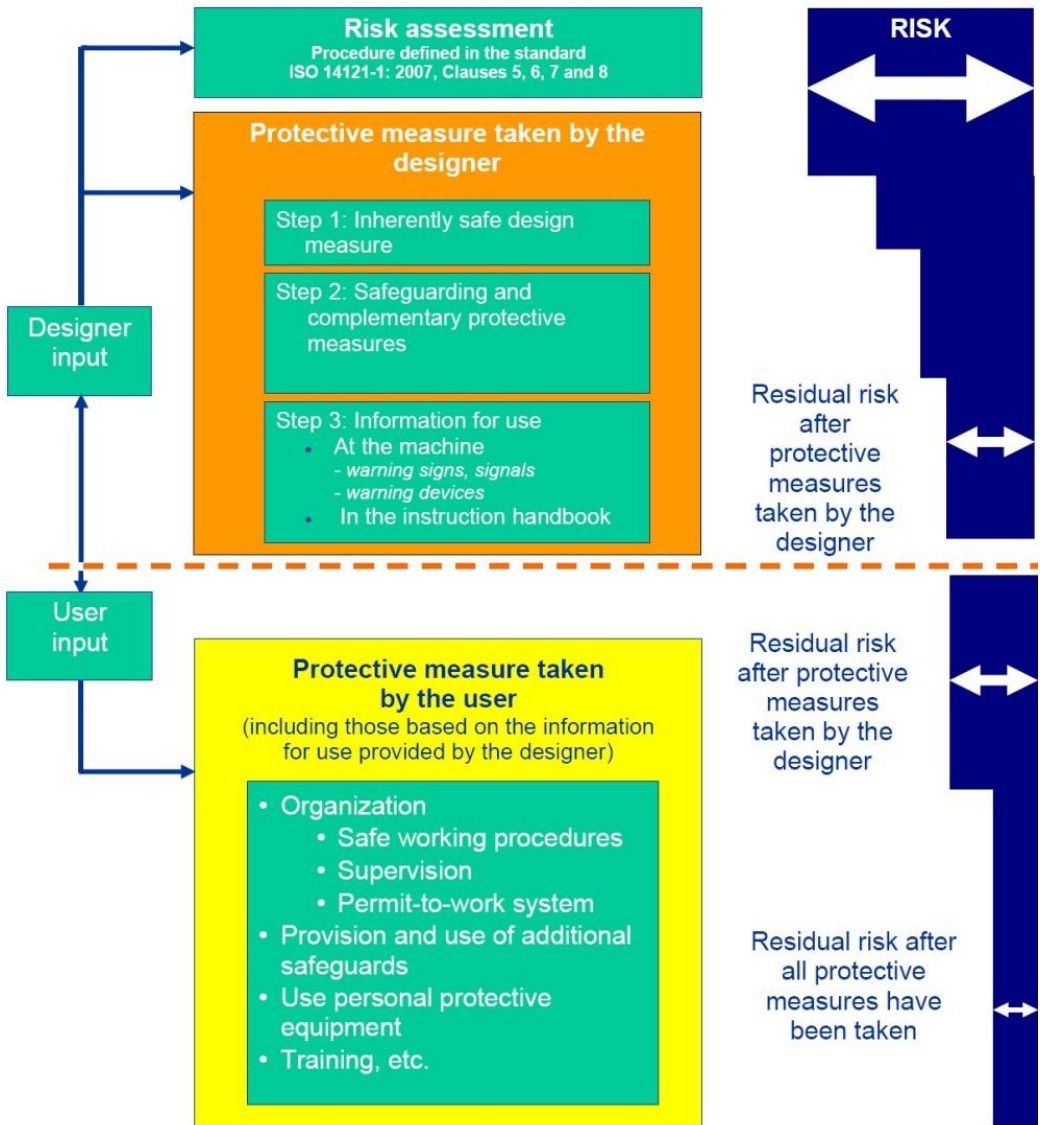 Risk assessment
Procedure defined in the standard
ISO 14121-1: 2007, Clauses 5, 6, 7 and 8
RISK
Protective measure taken by the
designer
Step 1: Inherently safe design
measure
Step 2: Safeguarding and
complementary protective
measures
Step 3: Information for use
• At the machine
- warning signs, signals
- warning devices
• In the instruction handbook
Designer
input
Residual risk
after
protective
measures
taken by the
designer
User
input
Protective measure taken
by the user
(including those based on the information
for use provided by the designer)
• Organization
• Safe working procedures
• Supervision
• Permit-to-work system
• Provision and use of additional
safeguards
• Use personal protective
equipment
• Training, etc.
Residual risk
after protective
measures
taken by the
designer
Residual risk after
all protective
measures have
been taken